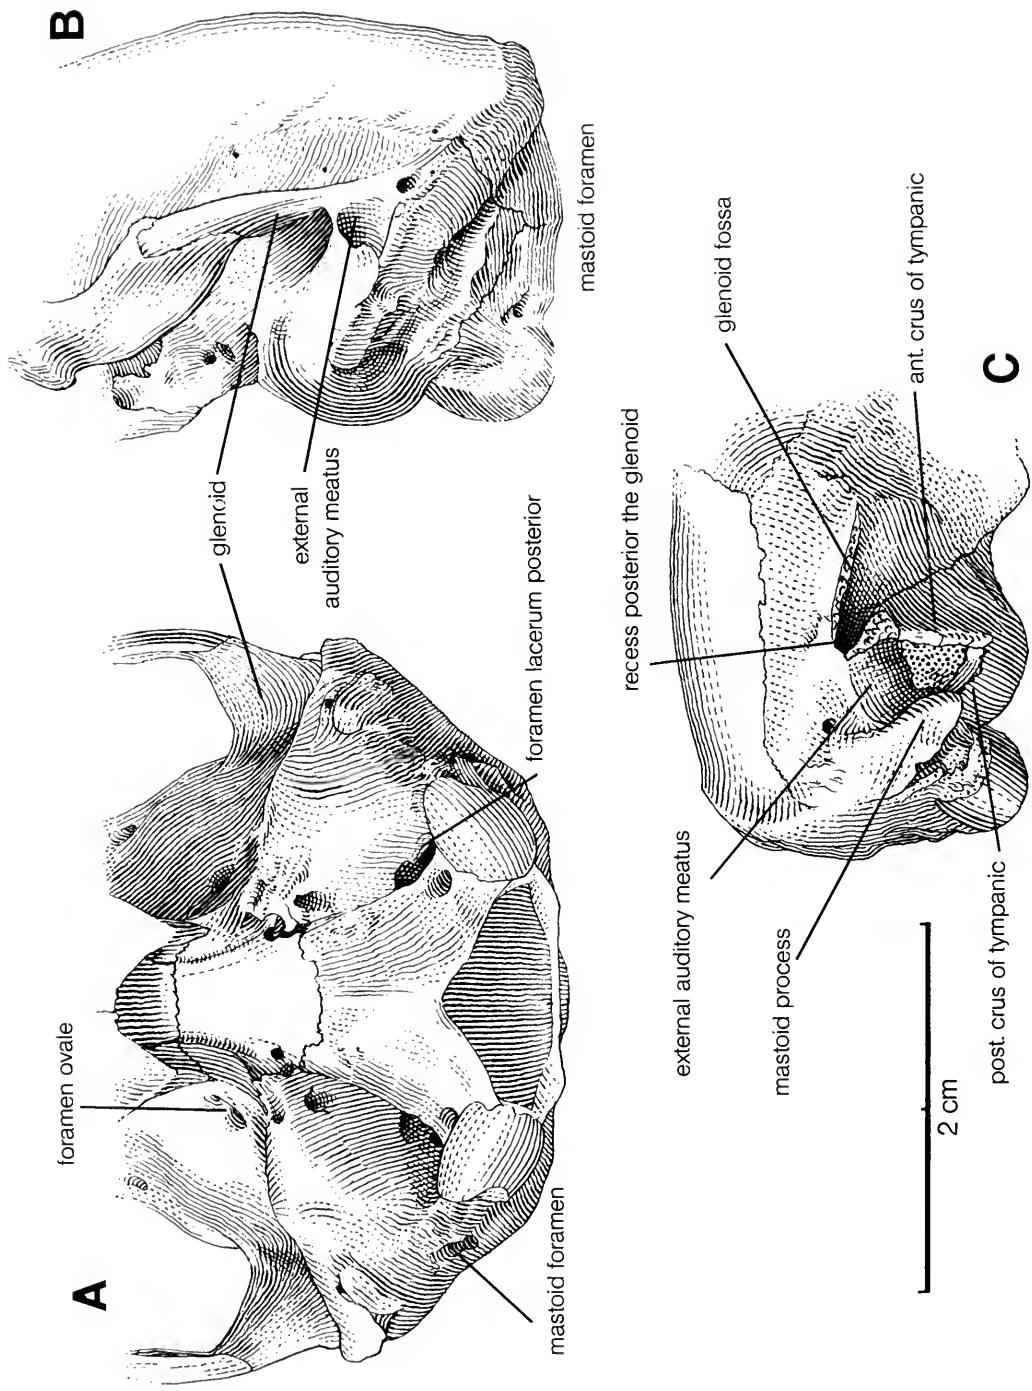 A
foramen ovale
mastoid foramen
foramen lacerum posterior
glenoid
external
auditory meatus
B
mastoid foramen
C
recess posterior the glenoid
glenoid fossa
ant. crus of tympanic
external auditory meatus
mastoid process
post. crus of tympanic
2 cm